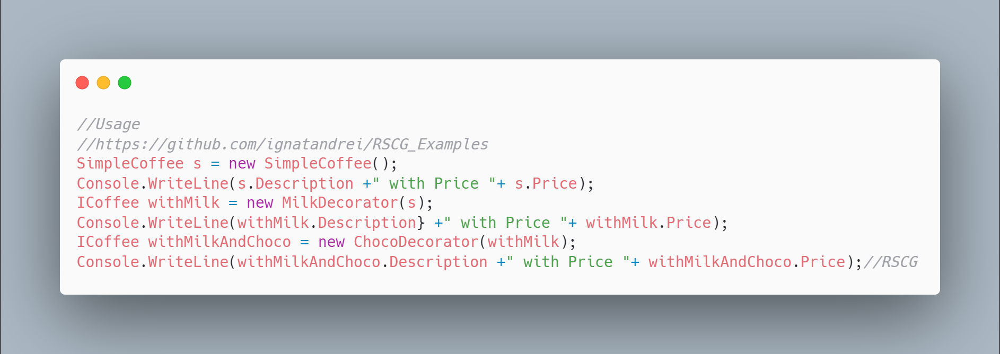 //Usage
//https://github.com/ignatandrei/RSCG_Examples
SimpleCoffee s = new SimpleCoffee();
Console.WriteLine(s.Description +" with Price "+ s.Price);
ICoffee withMilk = new MilkDecorator(s);
Console.WriteLine(withMilk.Description} +" with Price "+ withMilk.Price);
ICoffee withMilkAndChoco = new ChocoDecorator(withMilk);
Console.WriteLine(withMilkAndChoco.Description +" with Price "+ withMilkAndChoco.Price);//RSCG